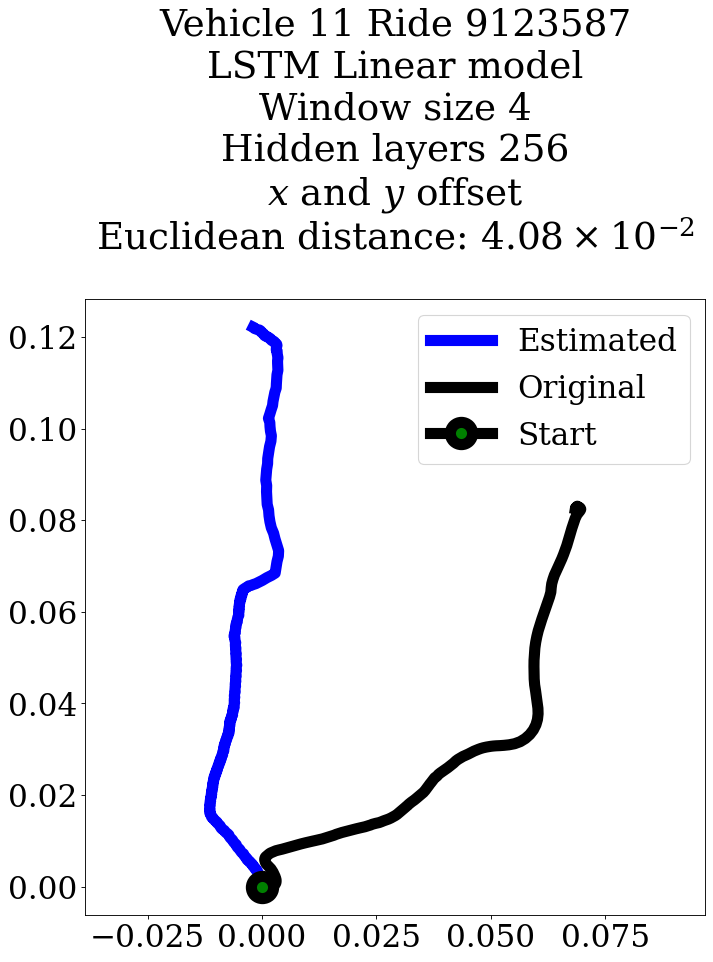 Vehicle 11 Ride 9123587
LSTM Linear model
Window size 4
Hidden layers 256
x and y offset
Euclidean distance: 4.08 × 10⁻²
Estimated
Original
Start
0.12
0.10
0.08
0.06
0.04
0.02
0.00
−0.025 0.000 0.025 0.050 0.075